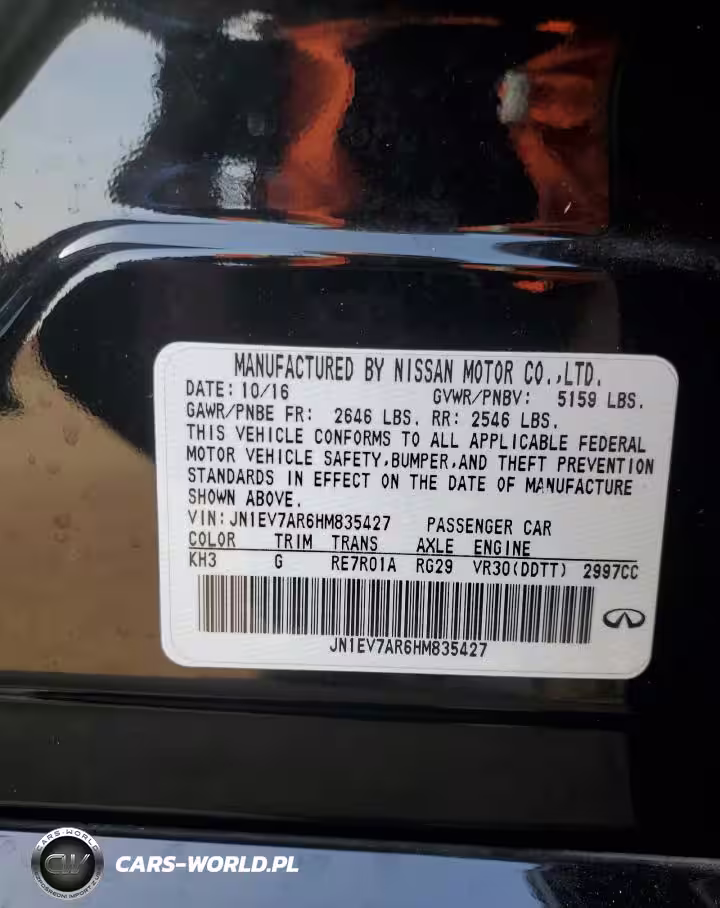 MANUFACTURED BY NISSAN MOTOR CO.,LTD.
DATE: 10/16 GVWR/PNBV: 5159 LBS.
GAWR/PNBE FR: 2646 LBS. RR: 2546 LBS.
THIS VEHICLE CONFORMS TO ALL APPLICABLE FEDERAL
MOTOR VEHICLE SAFETY,BUMPER,AND THEFT PREVENTION
STANDARDS IN EFFECT ON THE DATE OF MANUFACTURE
SHOWN ABOVE.
VIN: JN1EV7AR6HM835427 PASSENGER CAR
COLOR TRIM TRANS AXLE ENGINE
KH3 G RE7R01A RG29 VR30(DDTT) 2997CC
JN1EV7AR6HM835427
CARS-WORLD
CARS-WORLD.PL